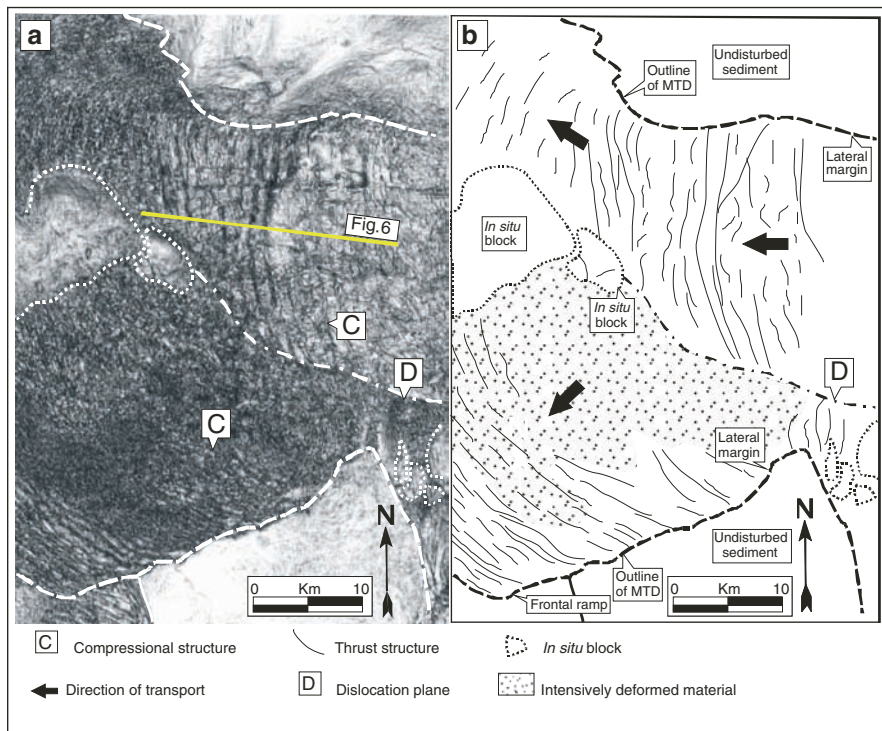 a
Fig.6
C
D
C
N
0 Km 10
b
Undisturbed
sediment
Outline
of MTD
Lateral
margin
In situ
block
In situ
block
D
Lateral
margin
N
Undisturbed
sediment
Outline
of MTD
Frontal ramp
0 Km 10
C Compressional structure
Thrust structure
In situ block
Direction of transport
D Dislocation plane
Intensively deformed material